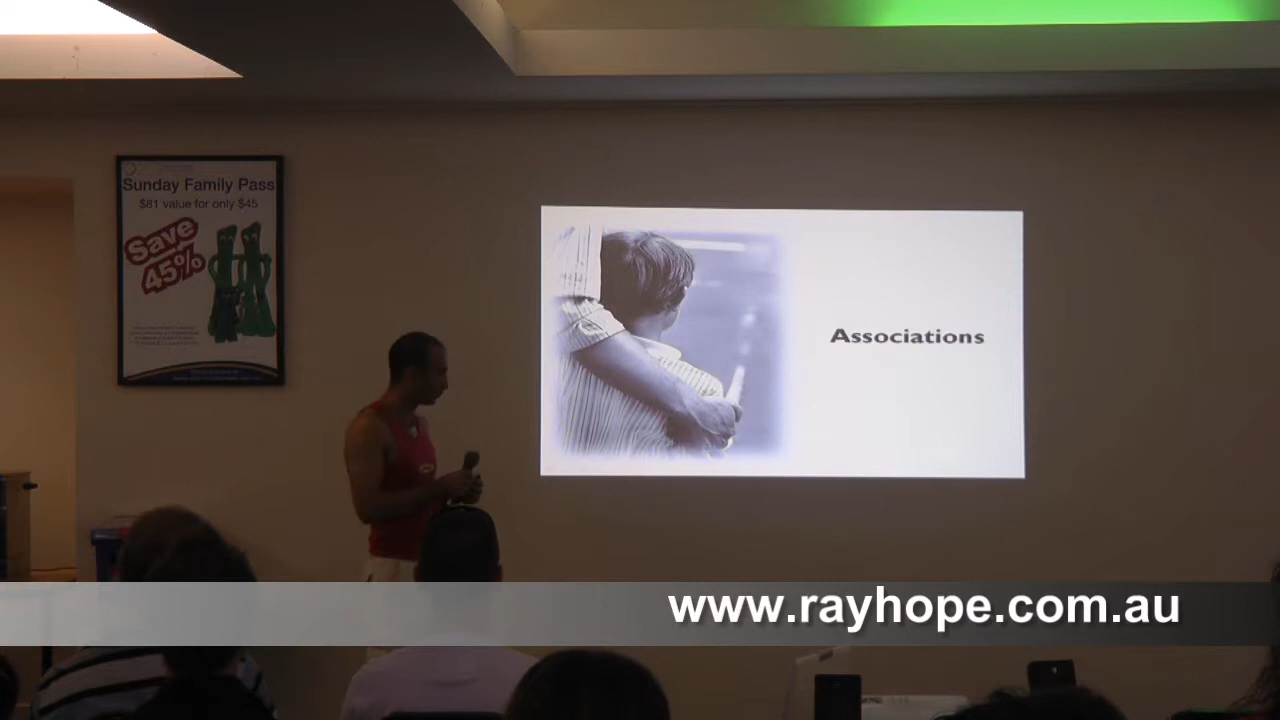 Sunday Family Pass
$81 value for only $45
Save
45%
Associations
www.rayhope.com.au